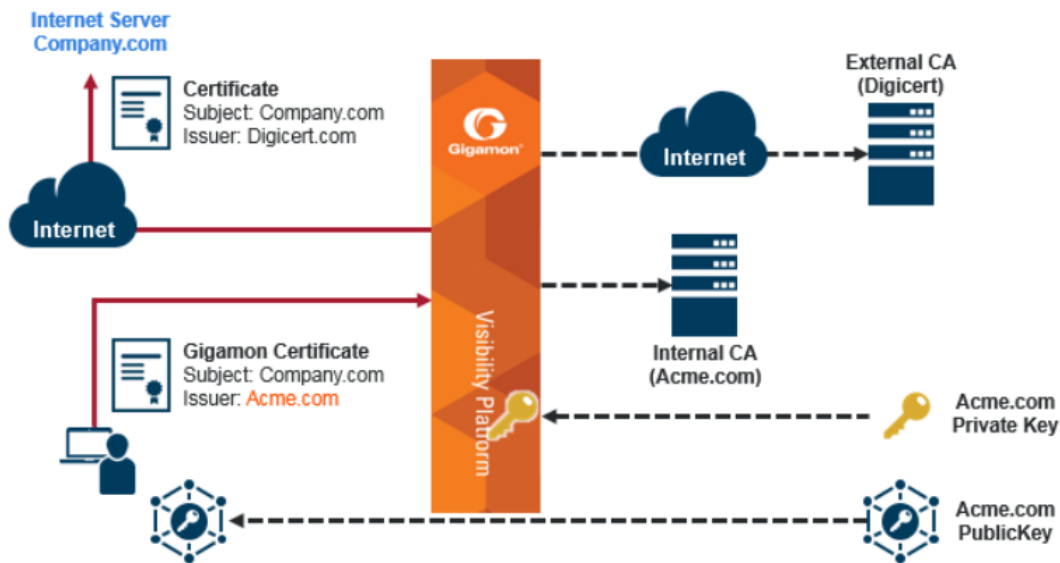 Internet Server
Company.com
Certificate
Subject: Company.com
Issuer: Digicert.com
Internet
Gigamon®
Visibility Platform
Internet
External CA
(Digicert)
Internal CA
(Acme.com)
Gigamon Certificate
Subject: Company.com
Issuer: Acme.com
Acme.com
Private Key
Acme.com
PublicKey